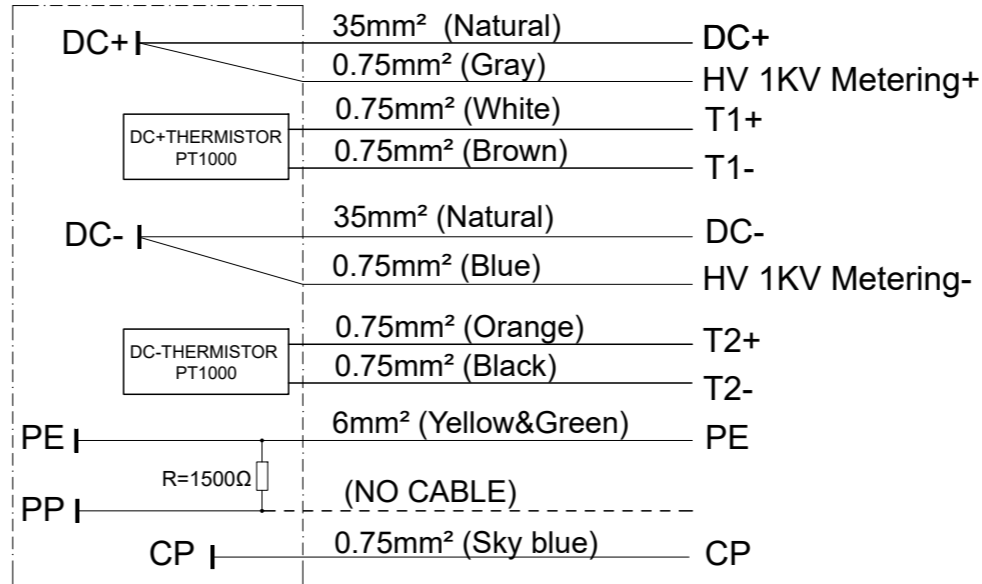 DC+ 35mm² (Natural) DC+
0.75mm² (Gray) HV 1KV Metering+
DC+THERMISTOR
PT1000
0.75mm² (White) T1+
0.75mm² (Brown) T1-
DC- 35mm² (Natural) DC-
0.75mm² (Blue) HV 1KV Metering-
DC-THERMISTOR
PT1000
0.75mm² (Orange) T2+
0.75mm² (Black) T2-
PE 6mm² (Yellow&Green) PE
R=1500Ω
PP (NO CABLE)
CP 0.75mm² (Sky blue) CP